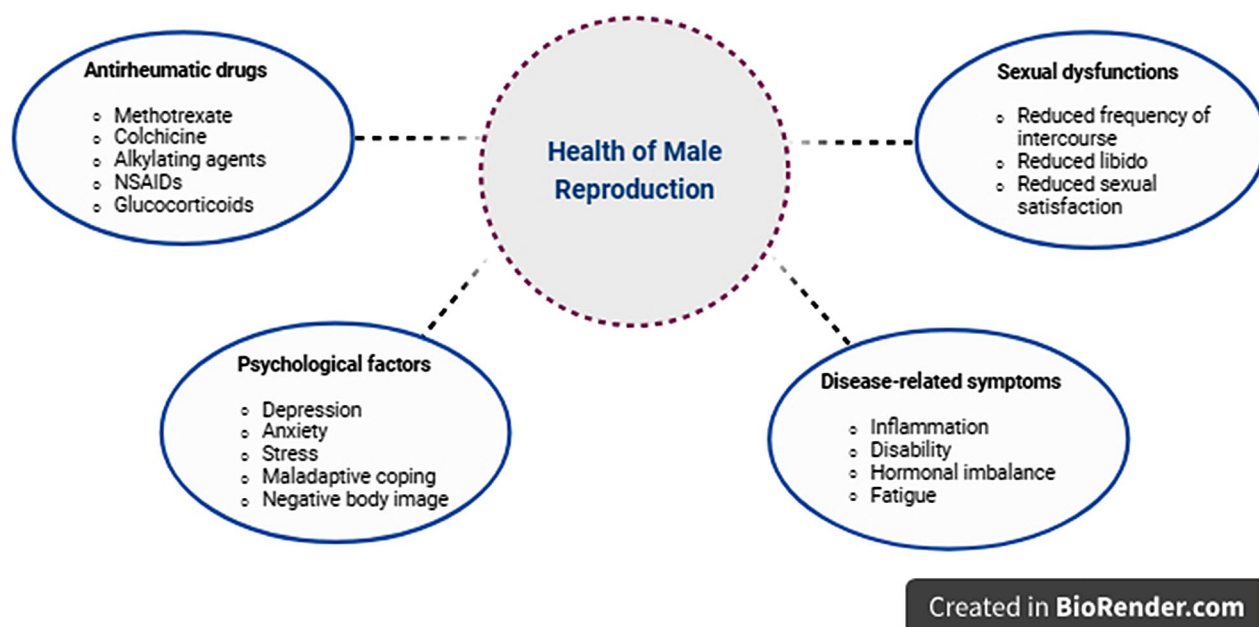 Antirheumatic drugs
Methotrexate
Colchicine
Alkylating agents
NSAIDs
Glucocorticoids
Health of Male
Reproduction
Sexual dysfunctions
Reduced frequency of
intercourse
Reduced libido
Reduced sexual
satisfaction
Psychological factors
Depression
Anxiety
Stress
Maladaptive coping
Negative body image
Disease-related symptoms
Inflammation
Disability
Hormonal imbalance
Fatigue
Created in BioRender.com